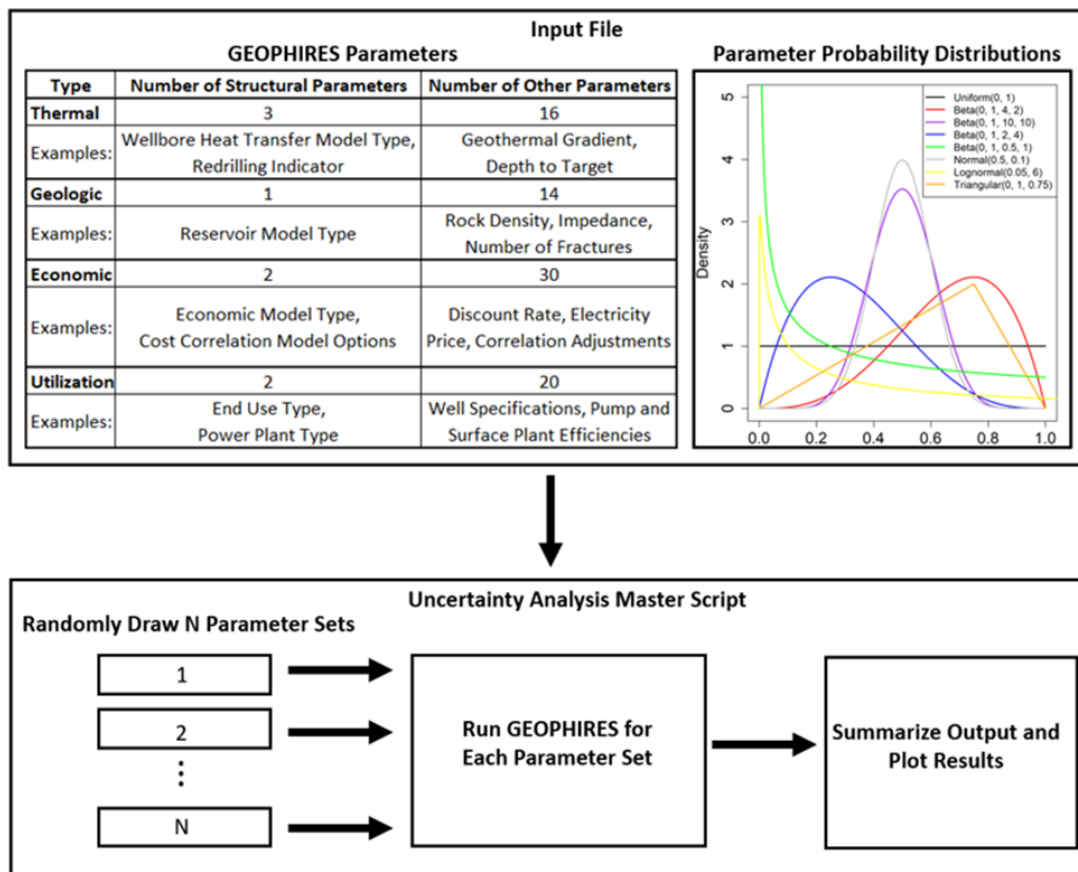 Input File
GEOPHIRES Parameters
Type Number of Structural Parameters Number of Other Parameters
Thermal 3 16
Examples: Wellbore Heat Transfer Model Type, Geothermal Gradient,
Redrilling Indicator Depth to Target
Geologic 1 14
Examples: Reservoir Model Type Rock Density, Impedance,
Number of Fractures
Economic 2 30
Examples: Economic Model Type, Discount Rate, Electricity
Cost Correlation Model Options Price, Correlation Adjustments
Utilization 2 20
Examples: End Use Type, Well Specifications, Pump and
Power Plant Type Surface Plant Efficiencies
Parameter Probability Distributions
Uniform(0, 1)
Beta(0, 1, 4, 2)
Beta(0, 1, 10, 10)
Beta(0, 1, 2, 4)
Beta(0, 1, 0.5, 1)
Normal(0.5, 0.1)
Lognormal(0.05, 6)
Triangular(0, 1, 0.75)
Density
5
4
3
2
1
0
0.0 0.2 0.4 0.6 0.8 1.0
Uncertainty Analysis Master Script
Randomly Draw N Parameter Sets
1
2
⋮
N
Run GEOPHIRES for
Each Parameter Set
Summarize Output and
Plot Results